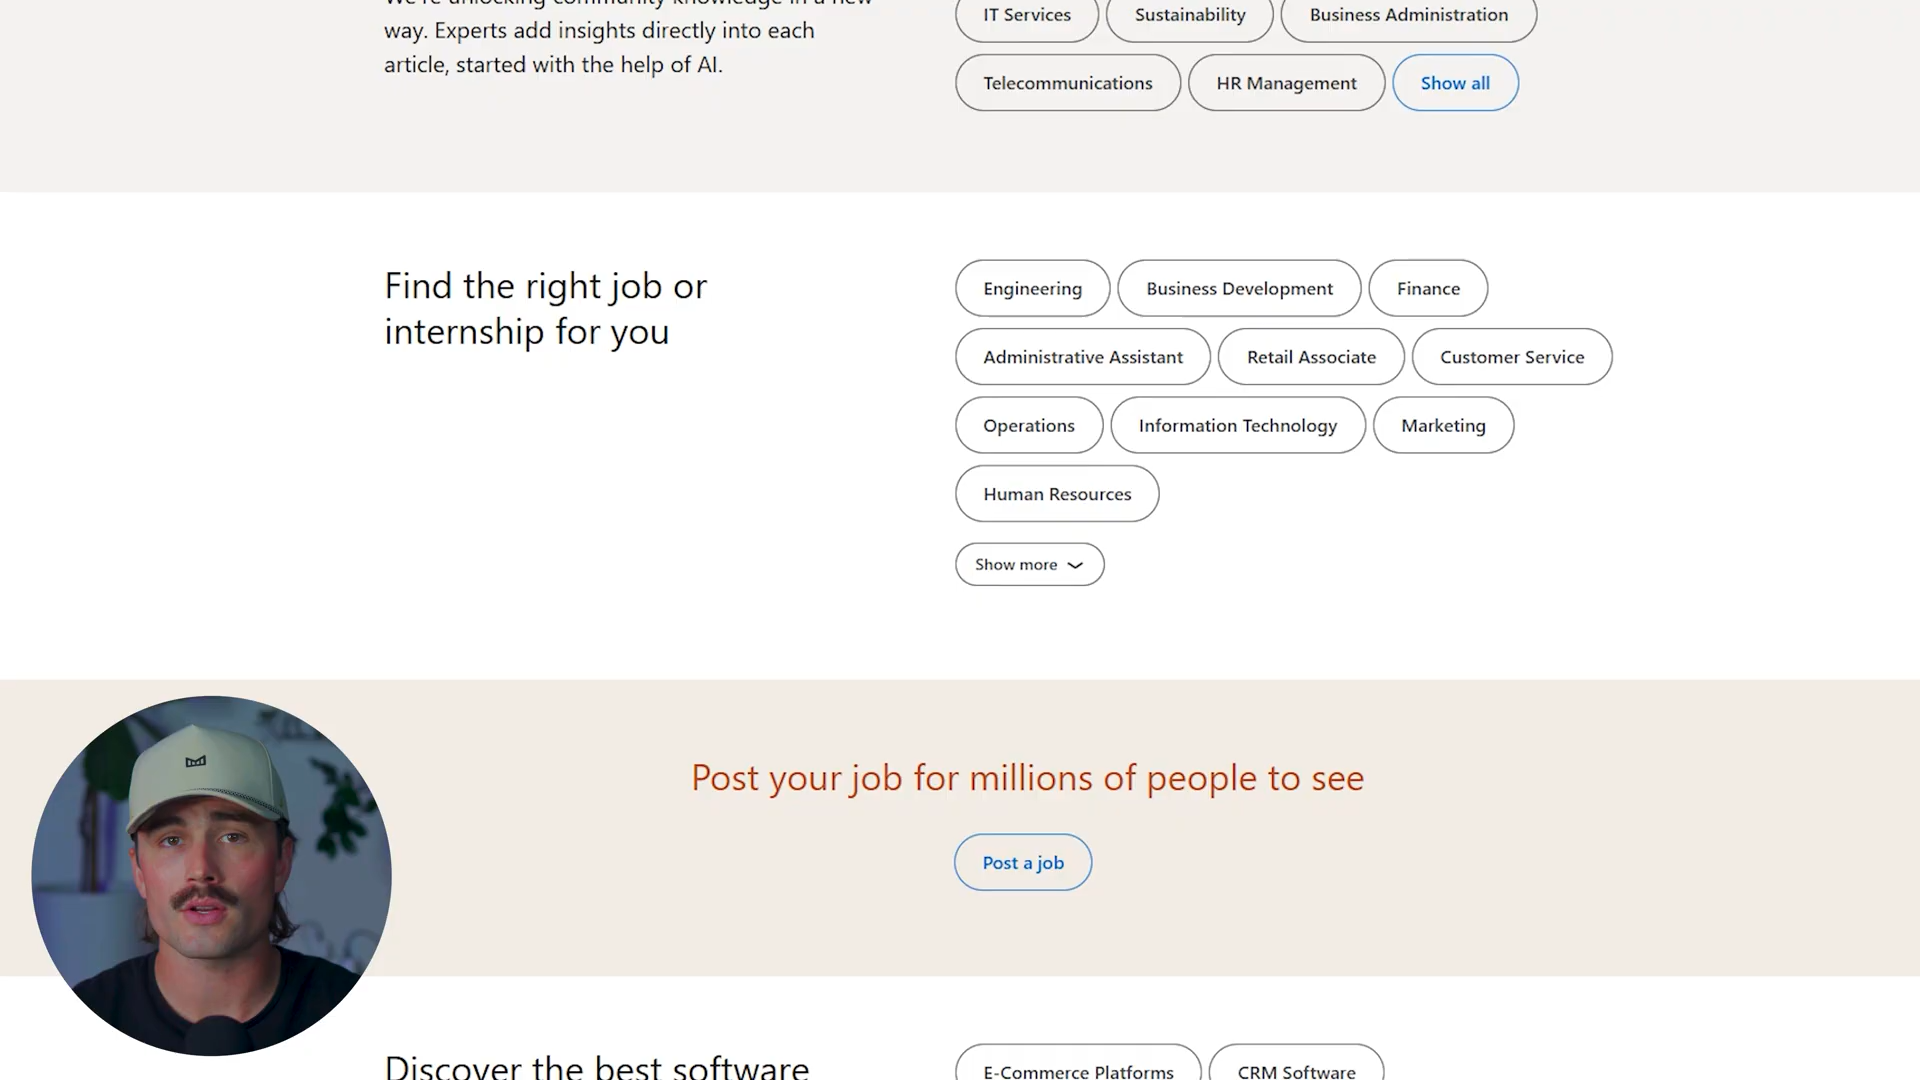 We're unlocking community knowledge in a new
way. Experts add insights directly into each
article, started with the help of AI.
IT Services
Sustainability
Business Administration
Telecommunications
HR Management
Show all
Find the right job or
internship for you
Engineering
Business Development
Finance
Administrative Assistant
Retail Associate
Customer Service
Operations
Information Technology
Marketing
Human Resources
Show more
Post your job for millions of people to see
Post a job
Discover the best software
E-Commerce Platforms
CRM Software